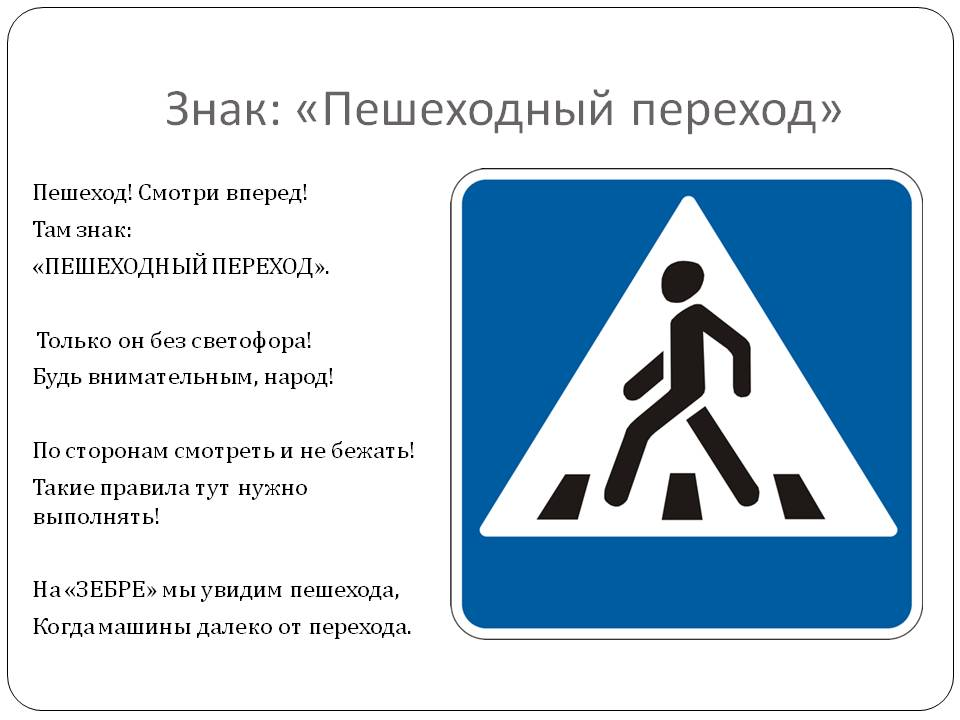 Знак: «Пешеходный переход»
Пешеход! Смотри вперед!
Там знак:
«ПЕШЕХОДНЫЙ ПЕРЕХОД».
Только он без светофора!
Будь внимательным, народ!
По сторонам смотреть и не бежать!
Такие правила тут нужно
выполнять!
На «ЗЕБРЕ» мы увидим пешехода,
Когда машины далеко от перехода.